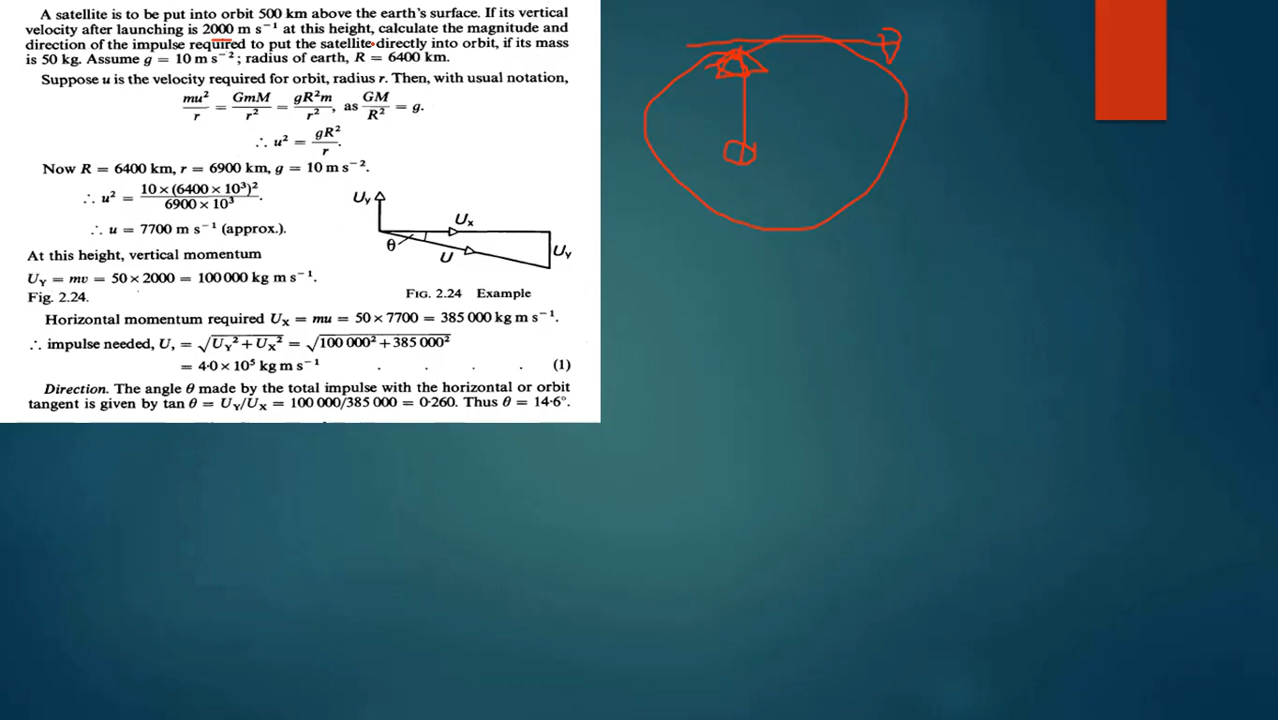 A satellite is to be put into orbit 500 km above the earth's surface. If its vertical
velocity after launching is 2000 m s⁻¹ at this height, calculate the magnitude and
direction of the impulse required to put the satellite directly into orbit, if its mass
is 50 kg. Assume g = 10 m s⁻²; radius of earth, R = 6400 km.
Suppose u is the velocity required for orbit, radius r. Then, with usual notation,
mu²/r = GmM/r² = gR²m/r², as GM/R² = g.
∴ u² = gR²/r.
Now R = 6400 km, r = 6900 km, g = 10 m s⁻².
∴ u² = 10 × (6400 × 10³)²/6900 × 10³.
∴ u = 7700 m s⁻¹ (approx.).
At this height, vertical momentum
U_Y = mv = 50 × 2000 = 100 000 kg m s⁻¹.
Fig. 2.24.
U_Y
U_X
θ
U
U_Y
FIG. 2.24 Example
Horizontal momentum required U_X = mu = 50 × 7700 = 385 000 kg m s⁻¹.
∴ impulse needed, U, = √U_Y² + U_X² = √100 000² + 385 000²
= 4·0 × 10⁵ kg m s⁻¹ . . . . (1)
Direction. The angle θ made by the total impulse with the horizontal or orbit
tangent is given by tan θ = U_Y/U_X = 100 000/385 000 = 0·260. Thus θ = 14·6°.